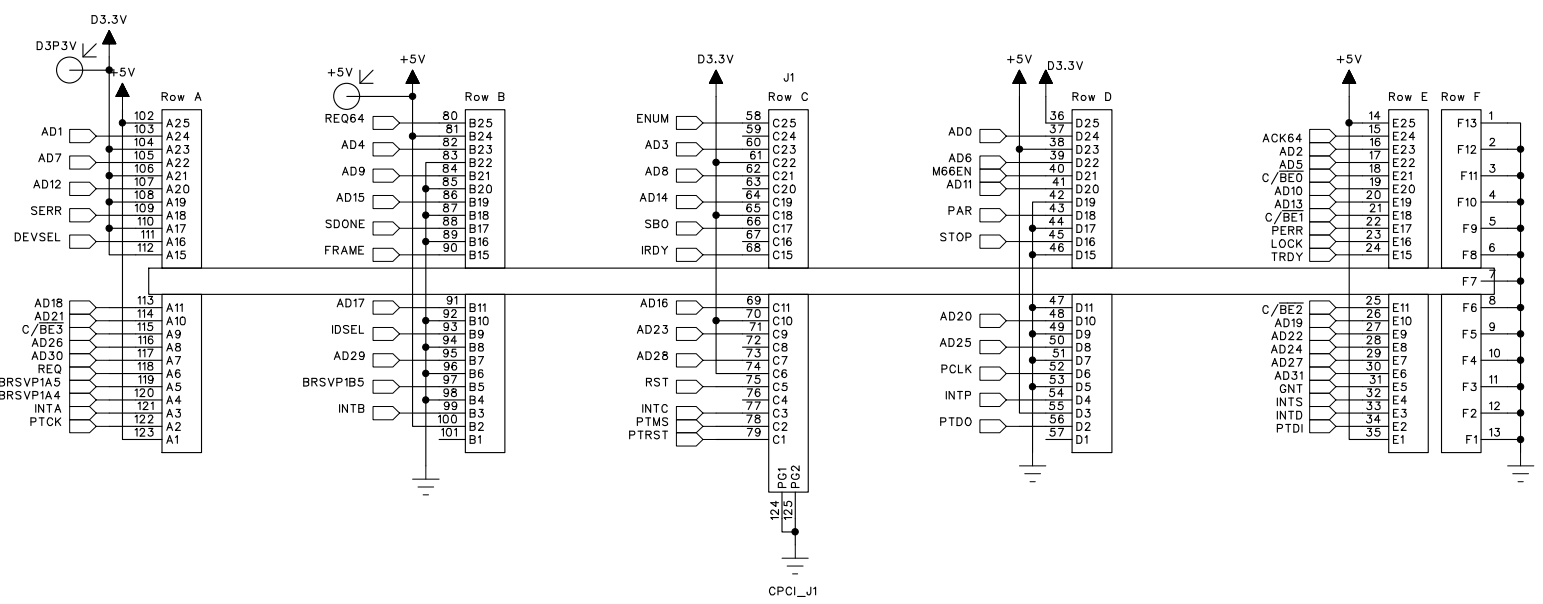 D3.3V
D3P3V
+5V
Row A
102 A25
AD1 103 A24
104 A23
AD7 105 A22
106 A21
AD12 107 A20
108 A19
SERR 109 A18
110 A17
DEVSEL 111 A16
112 A15
AD18 113 A11
AD21 114 A10
C/BE3 115 A9
AD26 116 A8
AD30 117 A7
REQ 118 A6
BRSVP1A5 119 A5
BRSVP1A4 120 A4
INTA 121 A3
PTCK 122 A2
123 A1
+5V
+5V
Row B
REQ64 80 B25
81 B24
AD4 82 B23
83 B22
AD9 84 B21
85 B20
AD15 86 B19
87 B18
SDONE 88 B17
89 B16
FRAME 90 B15
AD17 91 B11
92 B10
IDSEL 93 B9
94 B8
AD29 95 B7
96 B6
BRSVP1B5 97 B5
98 B4
INTB 99 B3
100 B2
101 B1
D3.3V
J1
Row C
ENUM 58 C25
59 C24
AD3 60 C23
61 C22
AD8 62 C21
63 C20
AD14 64 C19
65 C18
SBO 66 C17
67 C16
IRDY 68 C15
AD16 69 C11
70 C10
AD23 71 C9
72 C8
AD28 73 C7
74 C6
RST 75 C5
76 C4
INTC 77 C3
PTMS 78 C2
PTRST 79 C1
PG1 PG2
124 125
CPCI_J1
+5V
D3.3V
Row D
36 D25
AD0 37 D24
38 D23
AD6 39 D22
M66EN 40 D21
AD11 41 D20
42 D19
PAR 43 D18
44 D17
STOP 45 D16
46 D15
47 D11
AD20 48 D10
49 D9
AD25 50 D8
51 D7
PCLK 52 D6
53 D5
INTP 54 D4
55 D3
PTDO 56 D2
57 D1
+5V
Row E
14 E25
ACK64 15 E24
AD2 16 E23
AD5 17 E22
C/BE0 18 E21
AD10 19 E20
AD13 20 E19
C/BE1 21 E18
PERR 22 E17
LOCK 23 E16
TRDY 24 E15
C/BE2 25 E11
AD19 26 E10
AD22 27 E9
AD24 28 E8
AD27 29 E7
AD31 30 E6
GNT 31 E5
INTS 32 E4
INTD 33 E3
PTDI 34 E2
35 E1
Row F
F13 1
F12 2
F11 3
F10 4
F9 5
F8 6
F7 7
F6 8
F5 9
F4 10
F3 11
F2 12
F1 13